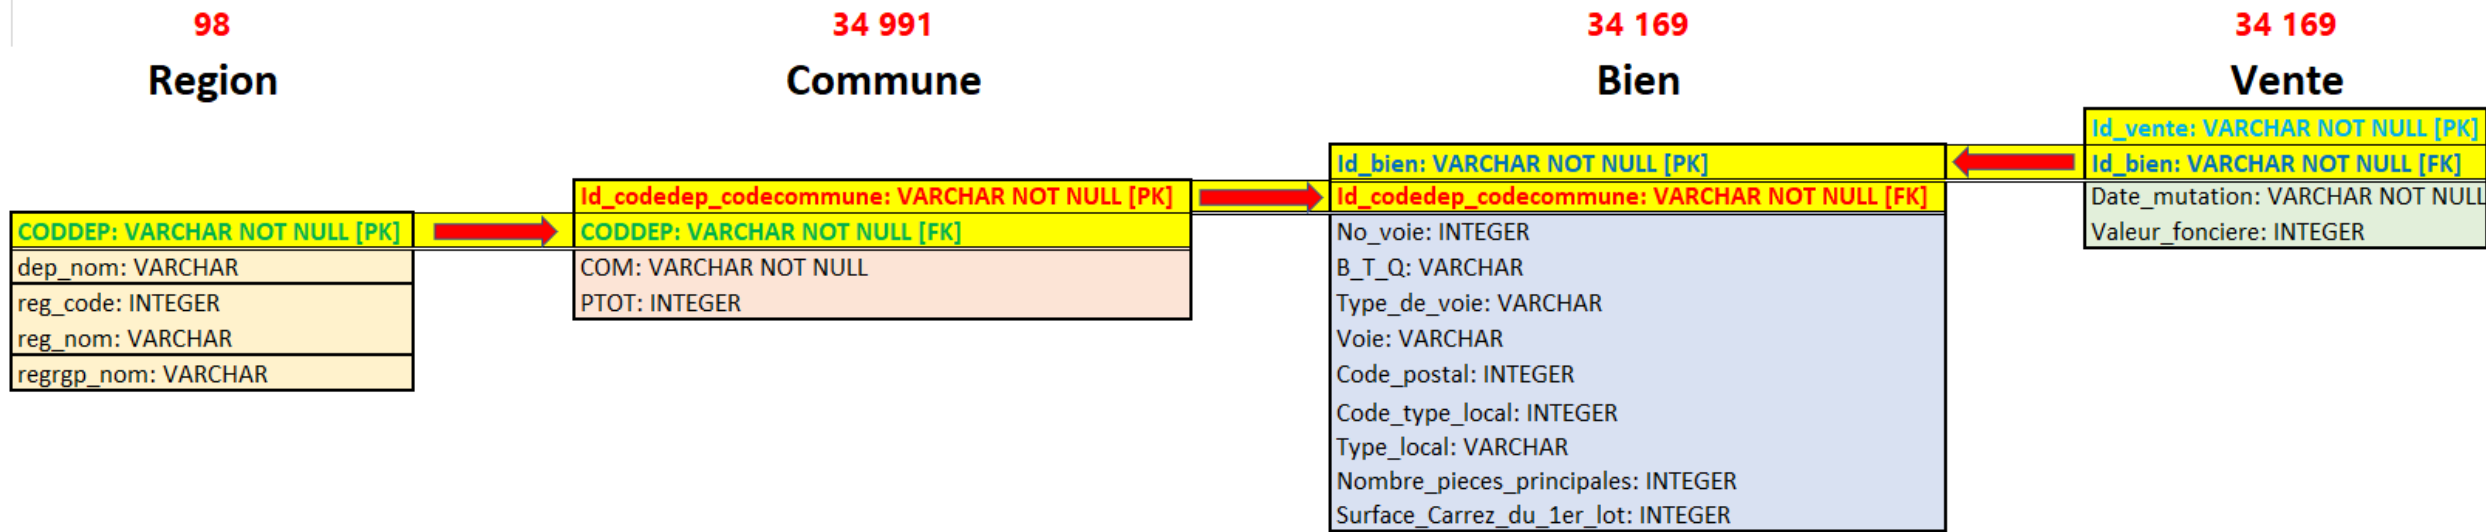 98
Region
CODDEP: VARCHAR NOT NULL [PK]
dep_nom: VARCHAR
reg_code: INTEGER
reg_nom: VARCHAR
regrgp_nom: VARCHAR
34 991
Commune
Id_codedep_codecommune: VARCHAR NOT NULL [PK]
CODDEP: VARCHAR NOT NULL [FK]
COM: VARCHAR NOT NULL
PTOT: INTEGER
34 169
Bien
Id_bien: VARCHAR NOT NULL [PK]
Id_codedep_codecommune: VARCHAR NOT NULL [FK]
No_voie: INTEGER
B_T_Q: VARCHAR
Type_de_voie: VARCHAR
Voie: VARCHAR
Code_postal: INTEGER
Code_type_local: INTEGER
Type_local: VARCHAR
Nombre_pieces_principales: INTEGER
Surface_Carrez_du_1er_lot: INTEGER
34 169
Vente
Id_vente: VARCHAR NOT NULL [PK]
Id_bien: VARCHAR NOT NULL [FK]
Date_mutation: VARCHAR NOT NULL
Valeur_fonciere: INTEGER